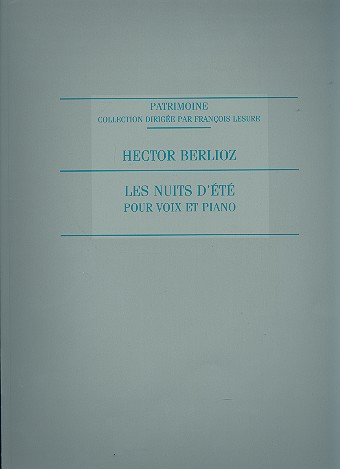 PATRIMOINE
COLLECTION DIRIGÉE PAR FRANÇOIS LESURE
HECTOR BERLIOZ
LES NUITS D'ÉTÉ
POUR VOIX ET PIANO